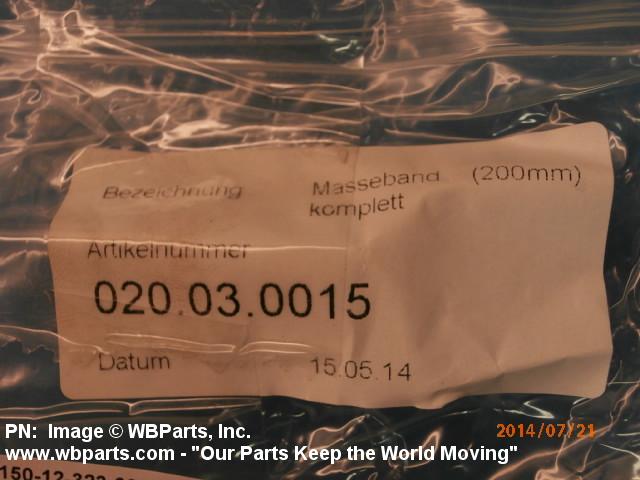 Bezeichnung Masseband (200mm)
komplett
Artikelnummer
020.03.0015
Datum 15.05.14
PN: Image © WBParts, Inc. 2014/07/21
www.wbparts.com - "Our Parts Keep the World Moving"